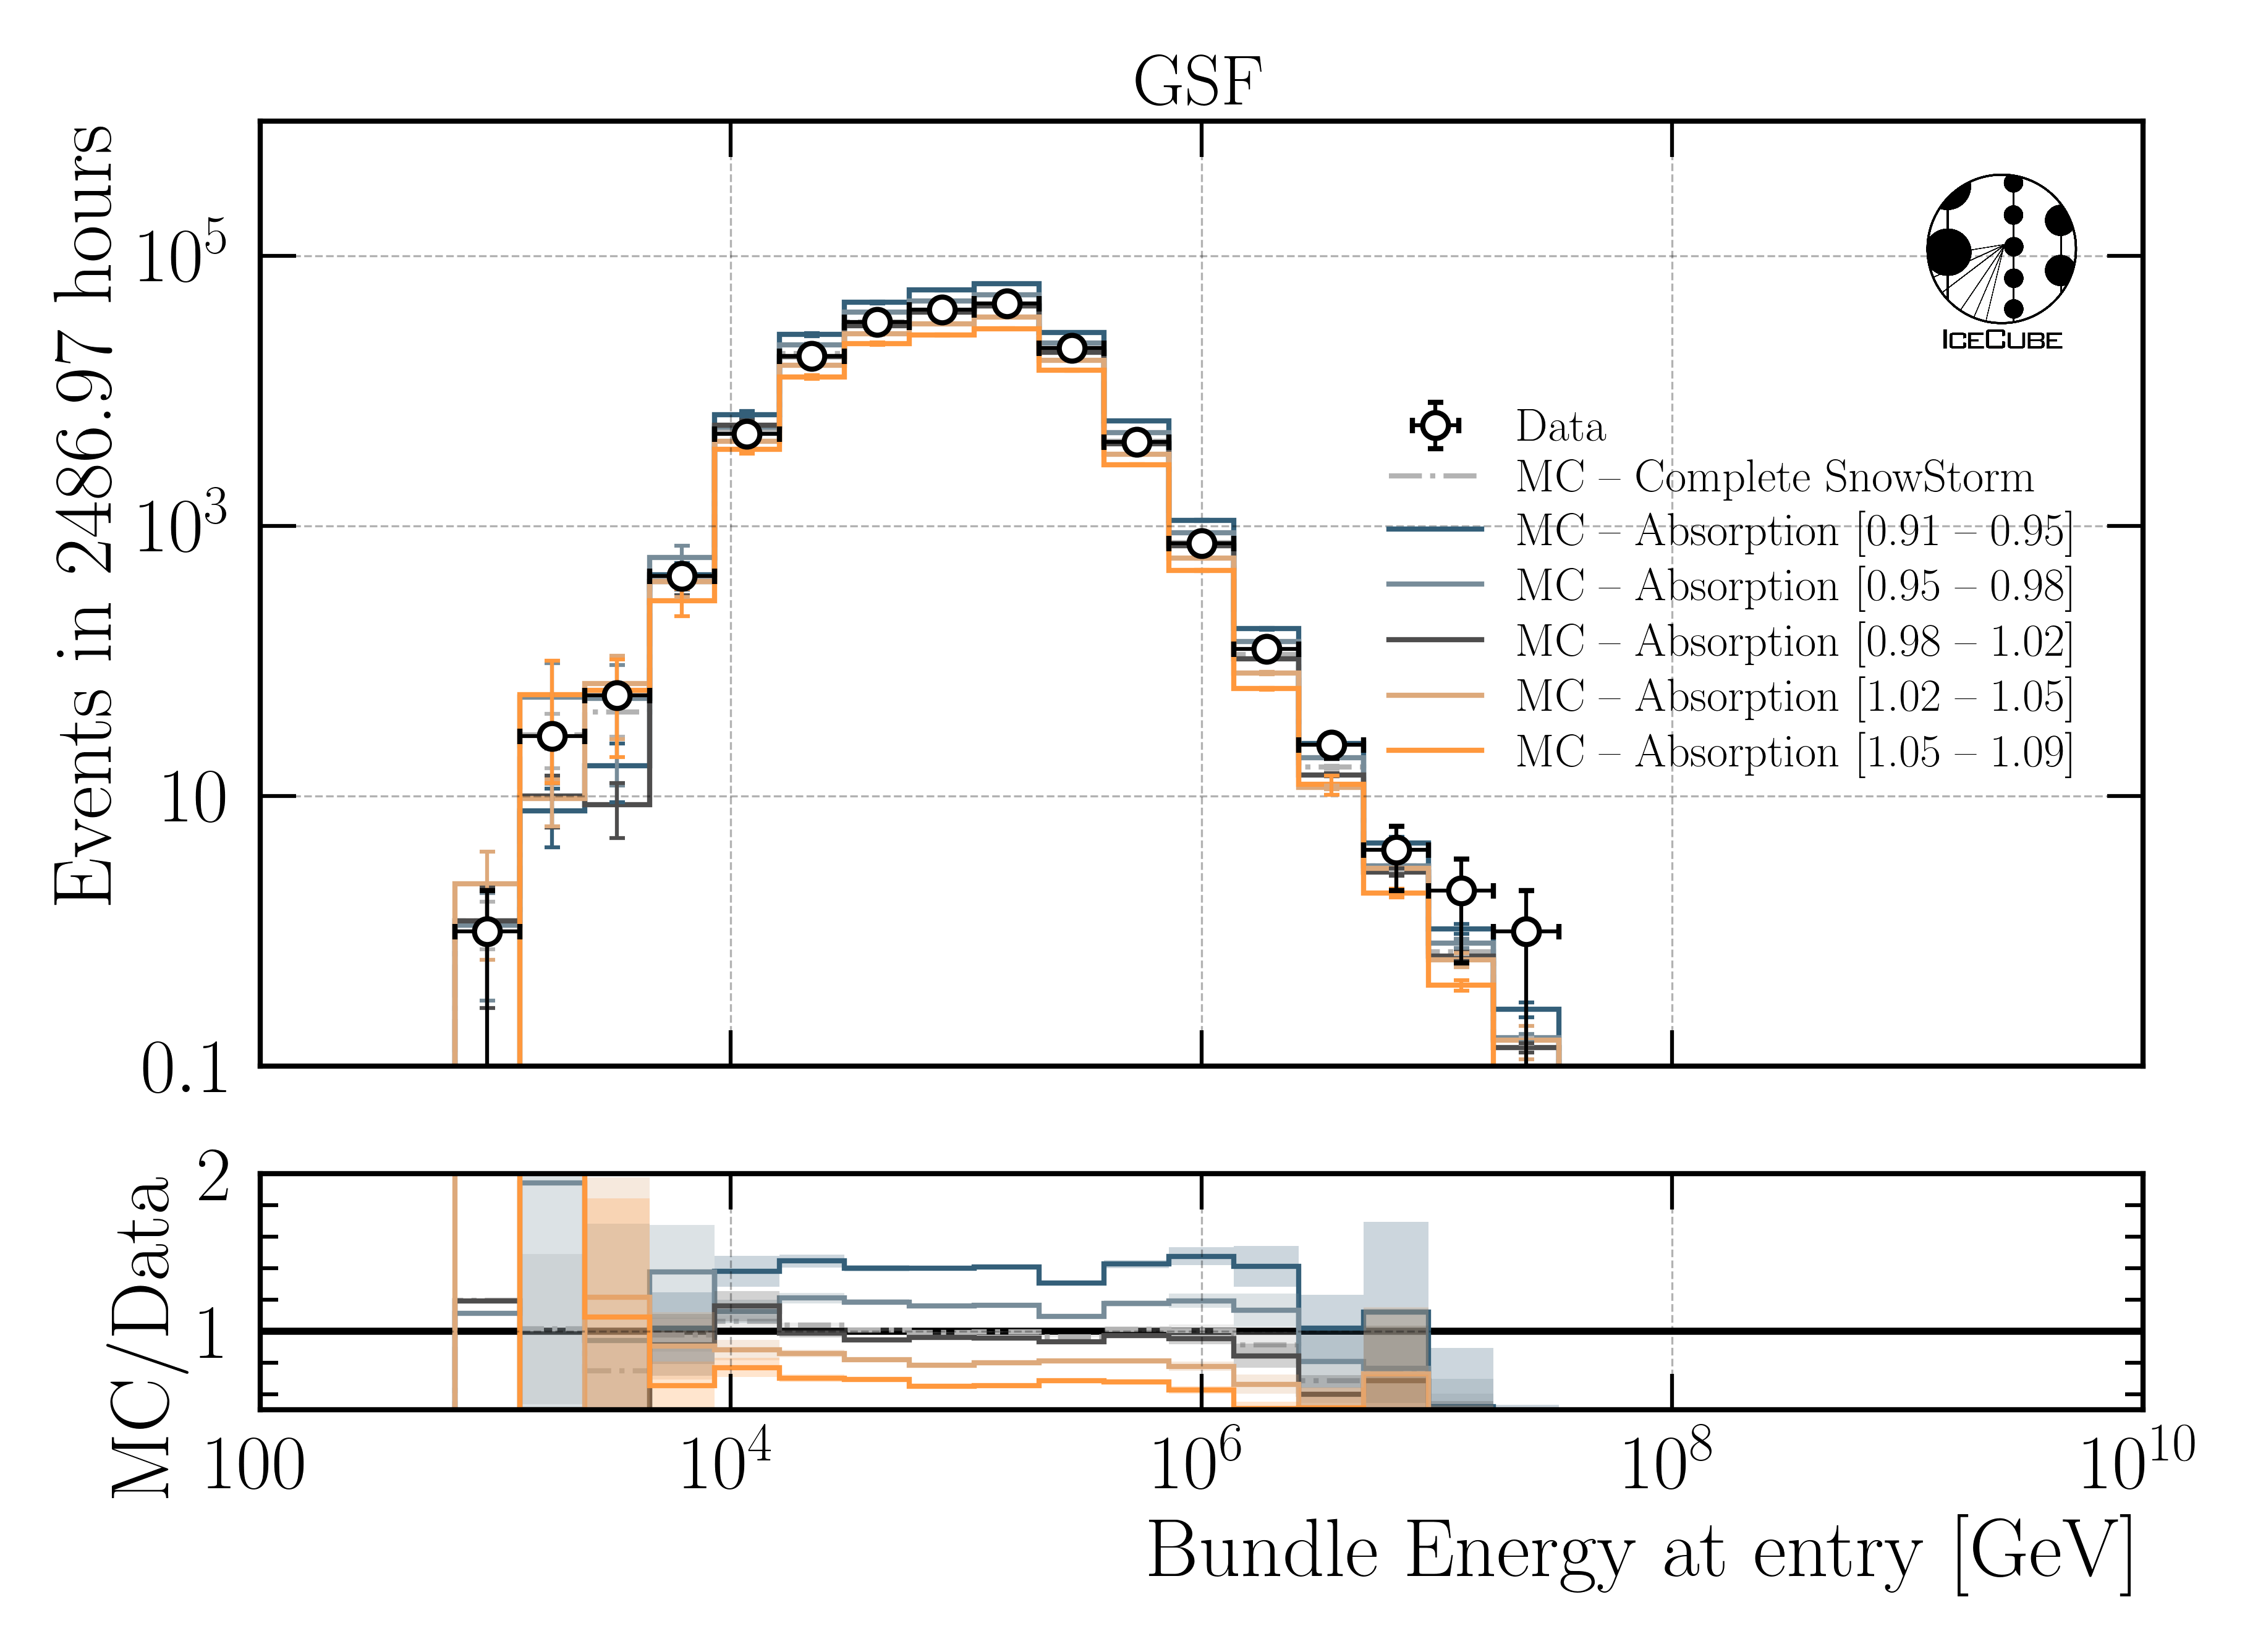 GSF
Events in 2486.97 hours
10^5
10^3
10
0.1
ICECUBE
Data
MC – Complete SnowStorm
MC – Absorption [0.91 – 0.95]
MC – Absorption [0.95 – 0.98]
MC – Absorption [0.98 – 1.02]
MC – Absorption [1.02 – 1.05]
MC – Absorption [1.05 – 1.09]
MC/Data
2
1
100
10^4
10^6
10^8
10^10
Bundle Energy at entry [GeV]